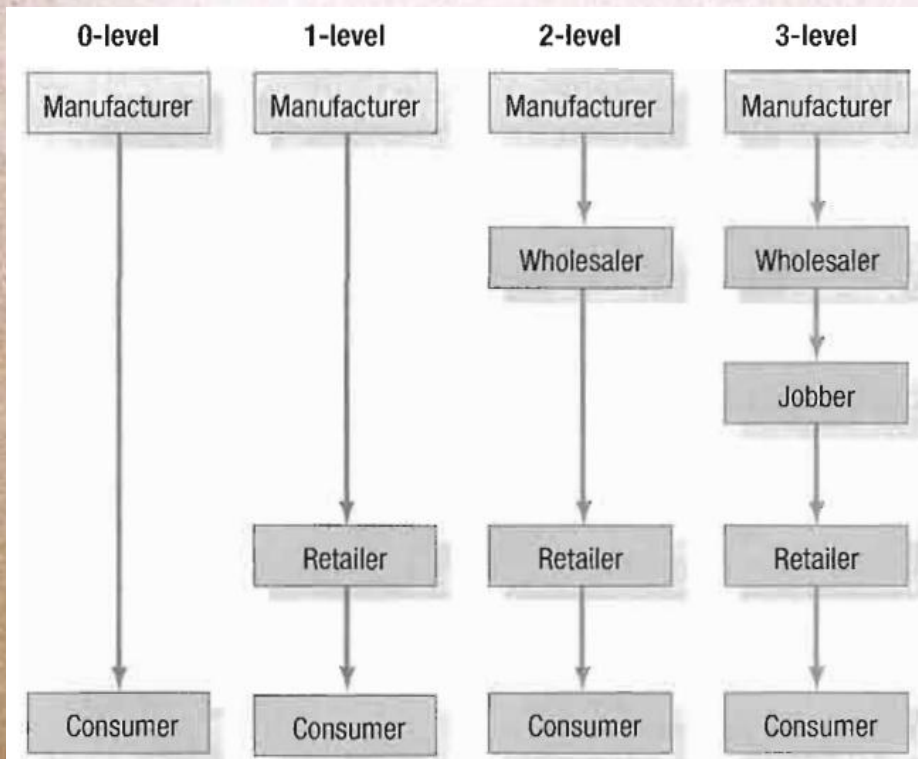 0-level 1-level 2-level 3-level
Manufacturer Manufacturer Manufacturer Manufacturer
Wholesaler Wholesaler
Jobber
Retailer Retailer Retailer
Consumer Consumer Consumer Consumer